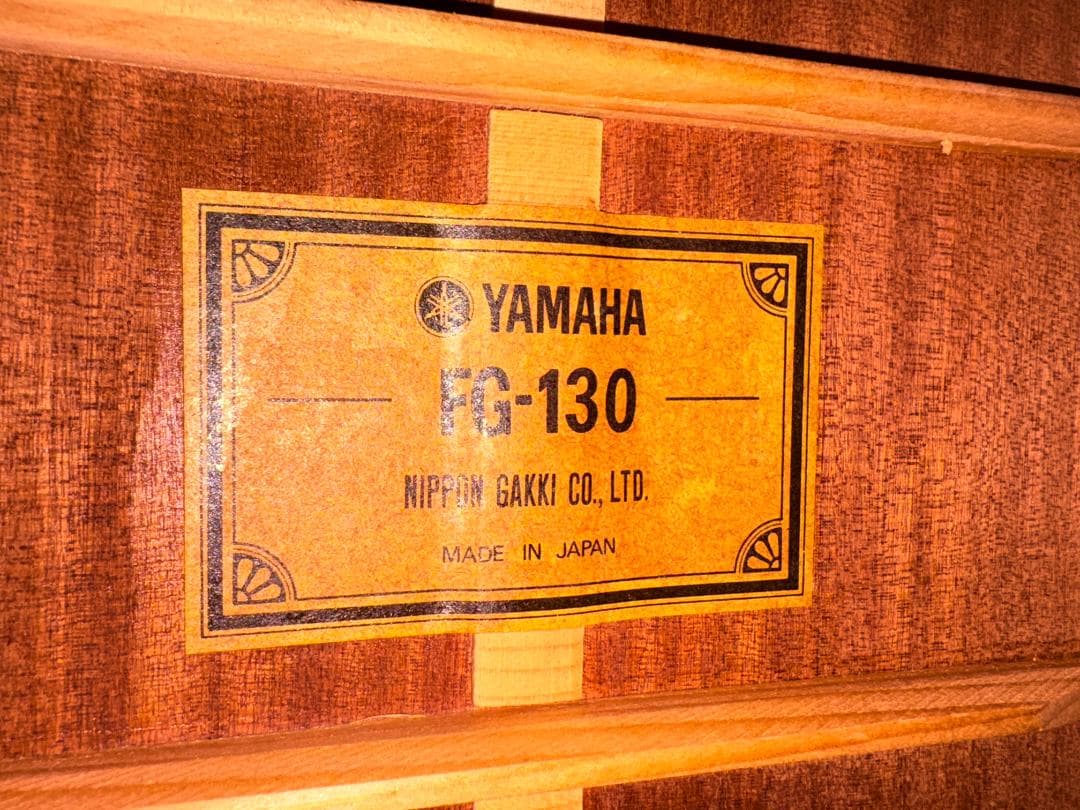 YAMAHA
FG-130
NIPPON GAKKI CO., LTD.
MADE IN JAPAN